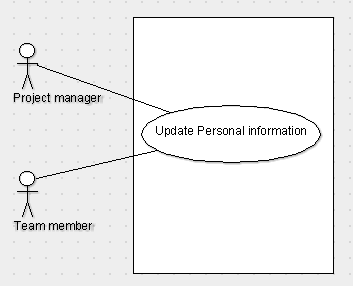 Project manager
Update Personal information
Team member